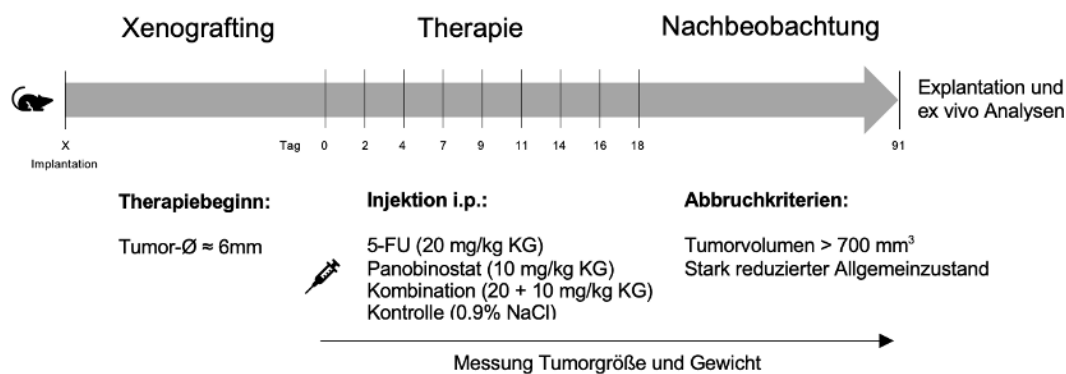 Xenografting
Therapie
Nachbeobachtung
Explantation und
ex vivo Analysen
X
Implantation
Tag 0 2 4 7 9 11 14 16 18 91
Therapiebeginn:
Tumor-Ø ≈ 6mm
Injektion i.p.:
5-FU (20 mg/kg KG)
Panobinostat (10 mg/kg KG)
Kombination (20 + 10 mg/kg KG)
Kontrolle (0.9% NaCl)
Abbruchkriterien:
Tumorvolumen > 700 mm³
Stark reduzierter Allgemeinzustand
Messung Tumorgröße und Gewicht